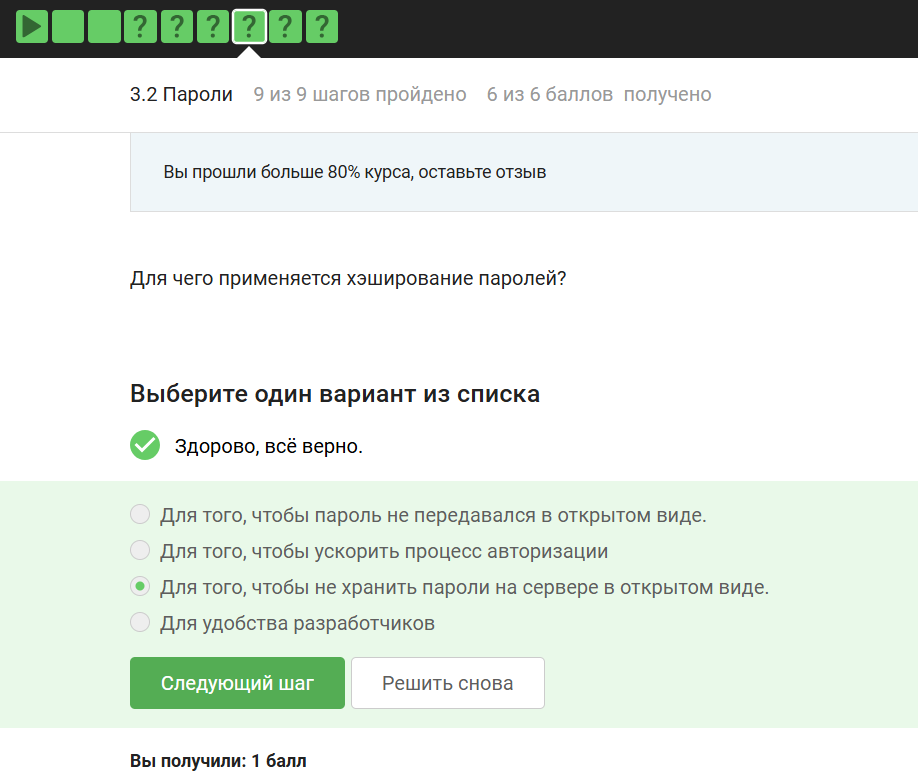 ? ? ? ? ? ?
3.2 Пароли 9 из 9 шагов пройдено 6 из 6 баллов получено
Вы прошли больше 80% курса, оставьте отзыв
Для чего применяется хэширование паролей?
Выберите один вариант из списка
Здорово, всё верно.
Для того, чтобы пароль не передавался в открытом виде.
Для того, чтобы ускорить процесс авторизации
Для того, чтобы не хранить пароли на сервере в открытом виде.
Для удобства разработчиков
Следующий шаг Решить снова
Вы получили: 1 балл